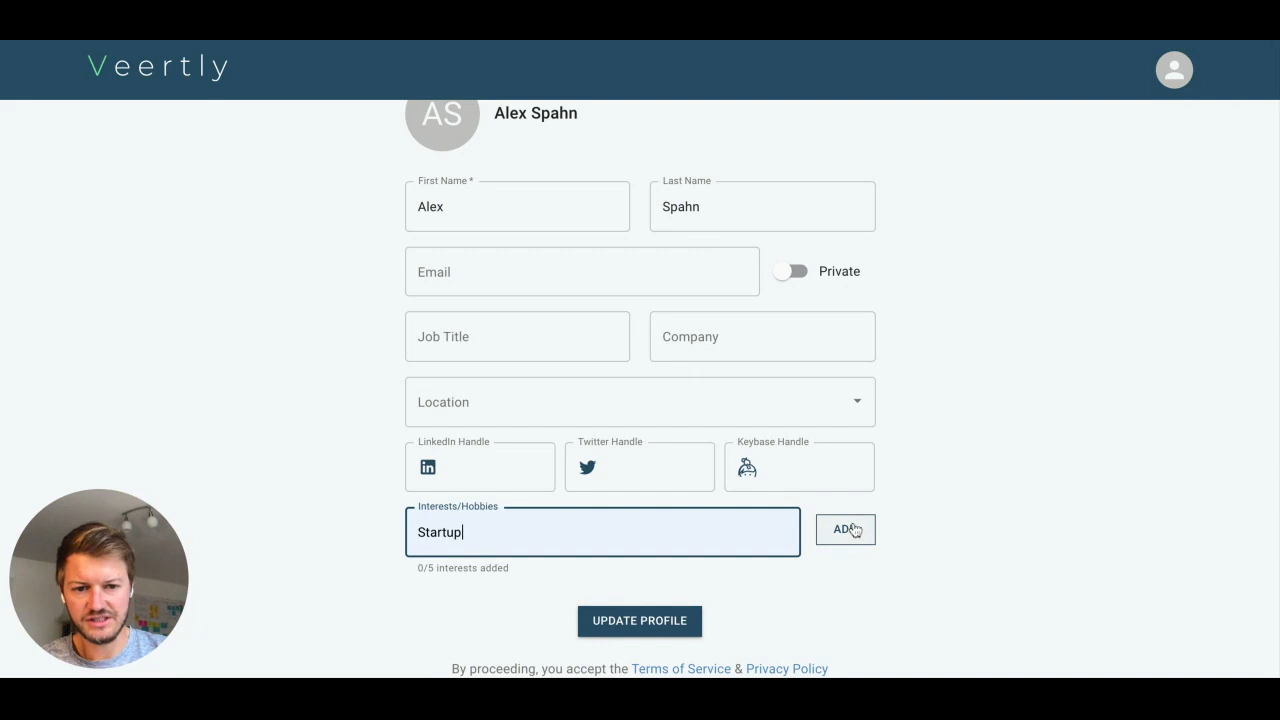 Veertly
AS
Alex Spahn
First Name *
Last Name
Alex
Spahn
Email
Private
Job Title
Company
Location
LinkedIn Handle
Twitter Handle
Keybase Handle
Interests/Hobbies
Startup
ADD
0/5 interests added
UPDATE PROFILE
By proceeding, you accept the Terms of Service & Privacy Policy